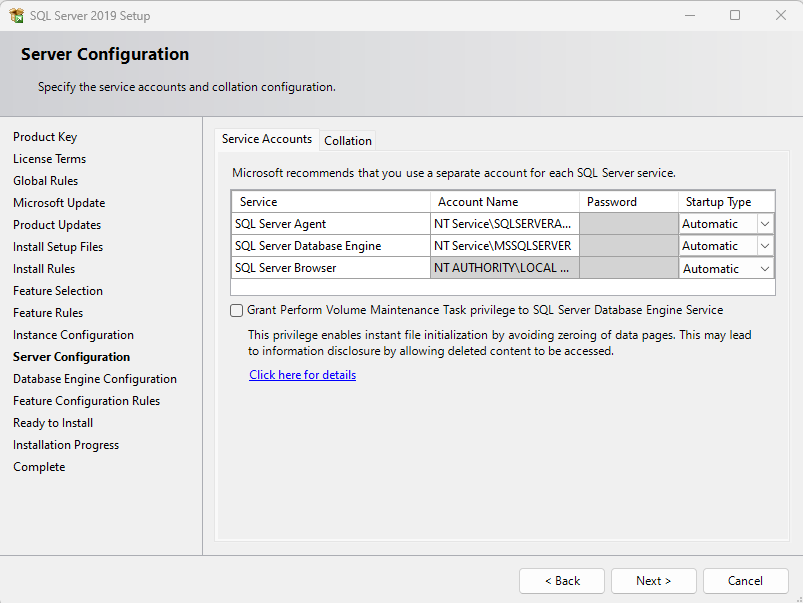 SQL Server 2019 Setup
Server Configuration
Specify the service accounts and collation configuration.
Product Key
License Terms
Global Rules
Microsoft Update
Product Updates
Install Setup Files
Install Rules
Feature Selection
Feature Rules
Instance Configuration
Server Configuration
Database Engine Configuration
Feature Configuration Rules
Ready to Install
Installation Progress
Complete
Service Accounts Collation
Microsoft recommends that you use a separate account for each SQL Server service.
Service Account Name Password Startup Type
SQL Server Agent NT Service\SQLSERVERA... Automatic
SQL Server Database Engine NT Service\MSSQLSERVER Automatic
SQL Server Browser NT AUTHORITY\LOCAL ... Automatic
Grant Perform Volume Maintenance Task privilege to SQL Server Database Engine Service
This privilege enables instant file initialization by avoiding zeroing of data pages. This may lead
to information disclosure by allowing deleted content to be accessed.
Click here for details
< Back Next > Cancel